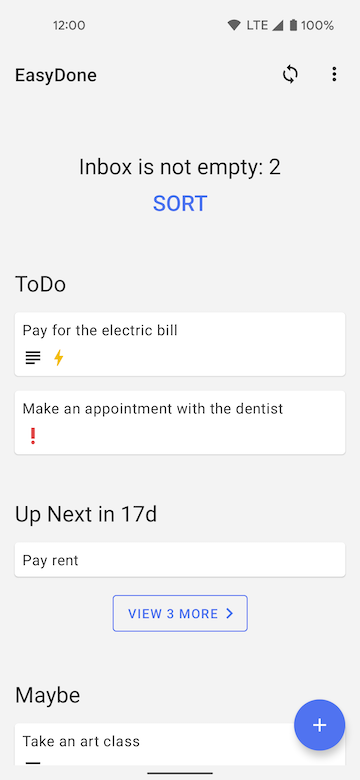 12:00 LTE 100%
EasyDone
Inbox is not empty: 2
SORT
ToDo
Pay for the electric bill
Make an appointment with the dentist
Up Next in 17d
Pay rent
VIEW 3 MORE
Maybe
Take an art class